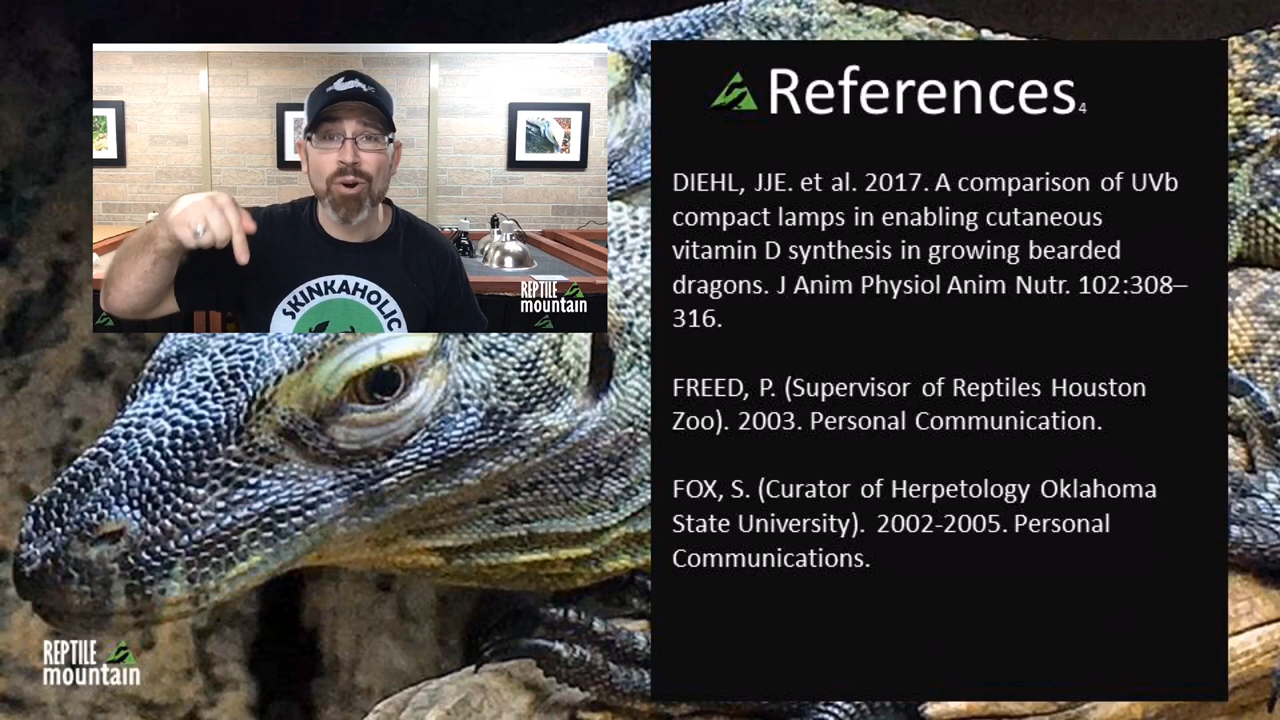 References4
DIEHL, JJE. et al. 2017. A comparison of UVb
compact lamps in enabling cutaneous
vitamin D synthesis in growing bearded
dragons. J Anim Physiol Anim Nutr. 102:308–
316.
FREED, P. (Supervisor of Reptiles Houston
Zoo). 2003. Personal Communication.
FOX, S. (Curator of Herpetology Oklahoma
State University). 2002-2005. Personal
Communications.
SKINKAHOLIC
REPTILE
mountain
REPTILE
mountain